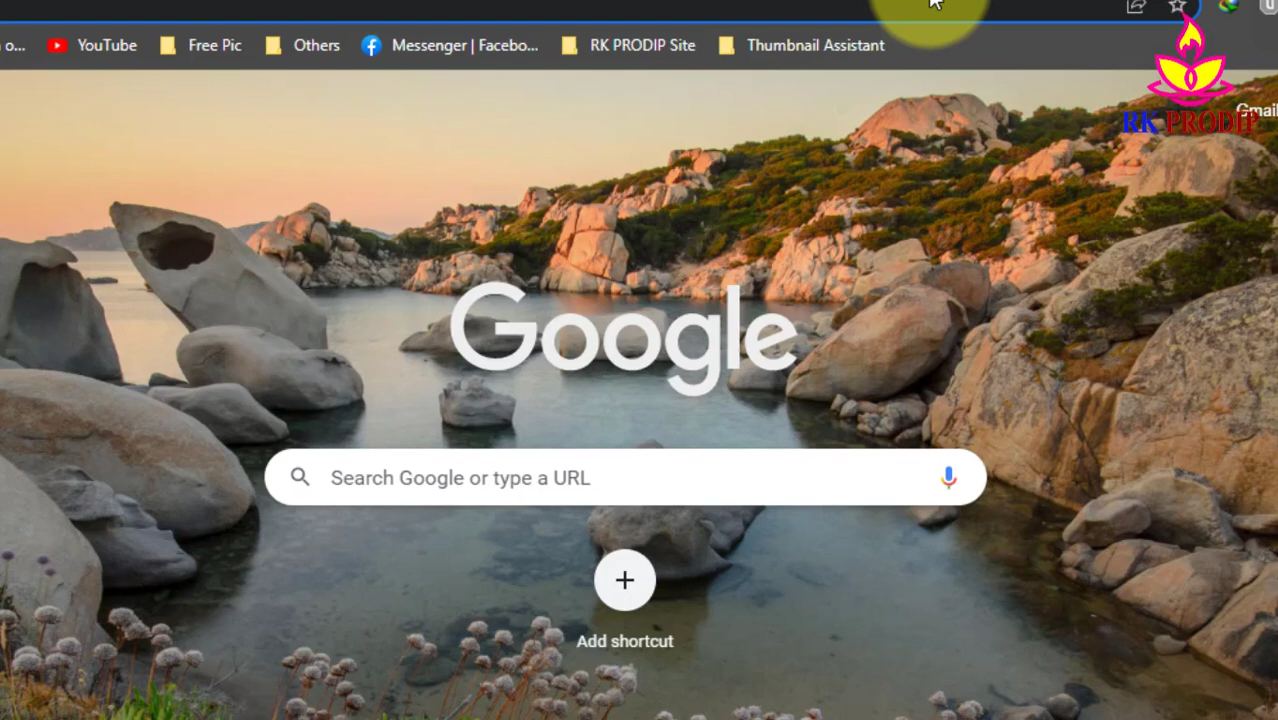 o... YouTube Free Pic Others Messenger | Facebo... RK PRODIP Site Thumbnail Assistant
Gmail
RK PRODIP
Google
Search Google or type a URL
Add shortcut